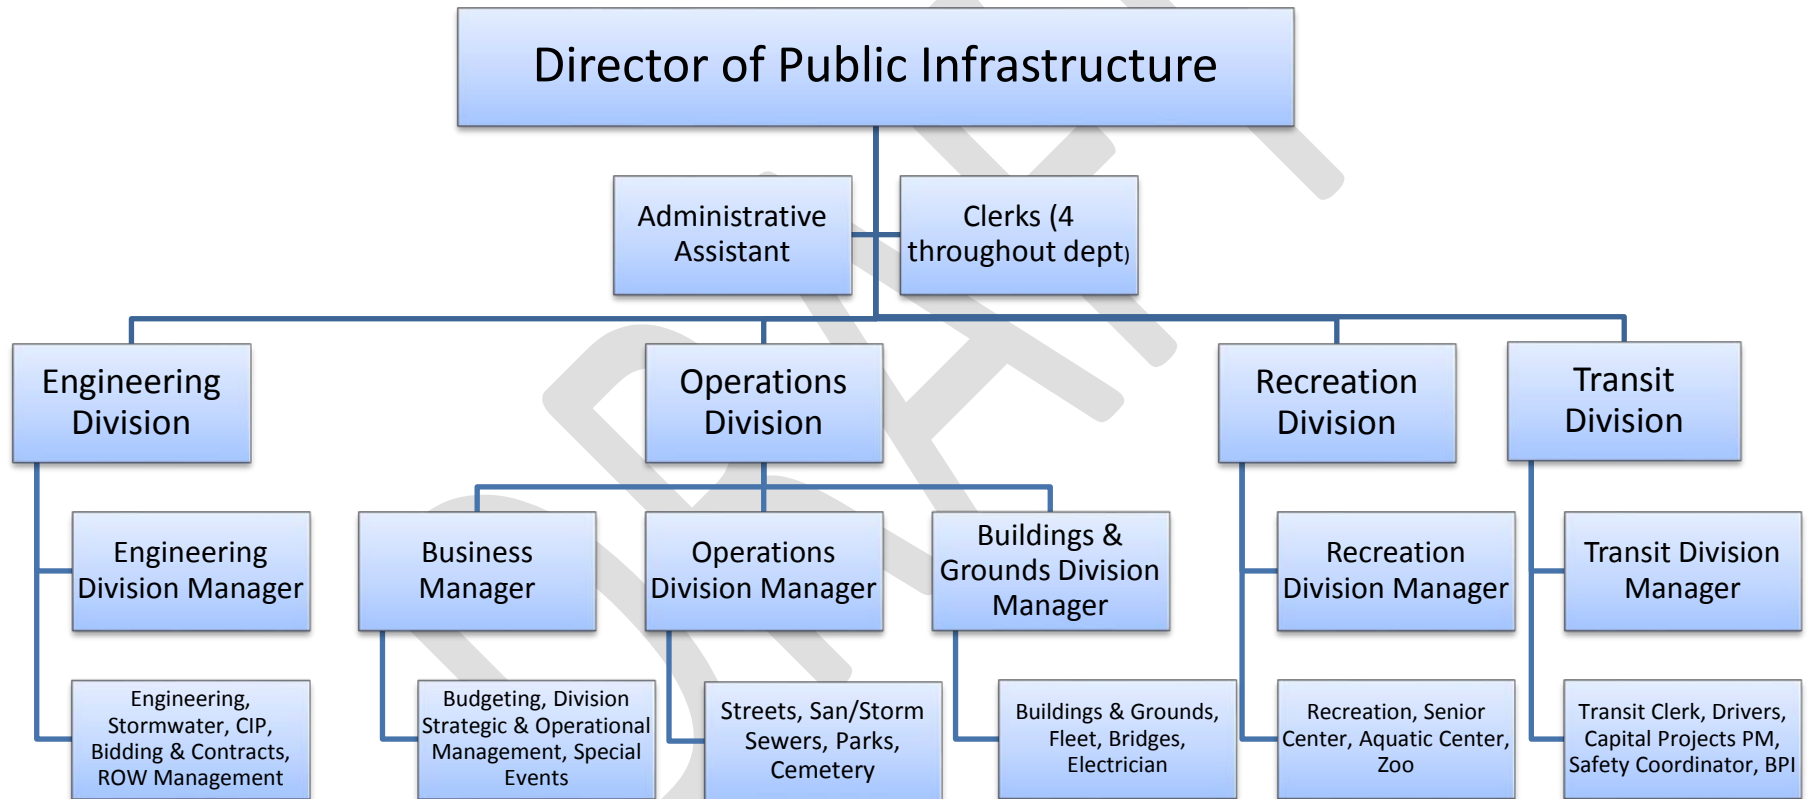 Director of Public Infrastructure
Administrative
Assistant
Clerks (4
throughout dept)
Engineering
Division
Operations
Division
Recreation
Division
Transit
Division
Engineering
Division Manager
Business
Manager
Operations
Division Manager
Buildings &
Grounds Division
Manager
Recreation
Division Manager
Transit Division
Manager
Engineering,
Stormwater, CIP,
Bidding & Contracts,
ROW Management
Budgeting, Division
Strategic & Operational
Management, Special
Events
Streets, San/Storm
Sewers, Parks,
Cemetery
Buildings & Grounds,
Fleet, Bridges,
Electrician
Recreation, Senior
Center, Aquatic Center,
Zoo
Transit Clerk, Drivers,
Capital Projects PM,
Safety Coordinator, BPI
DRAFT